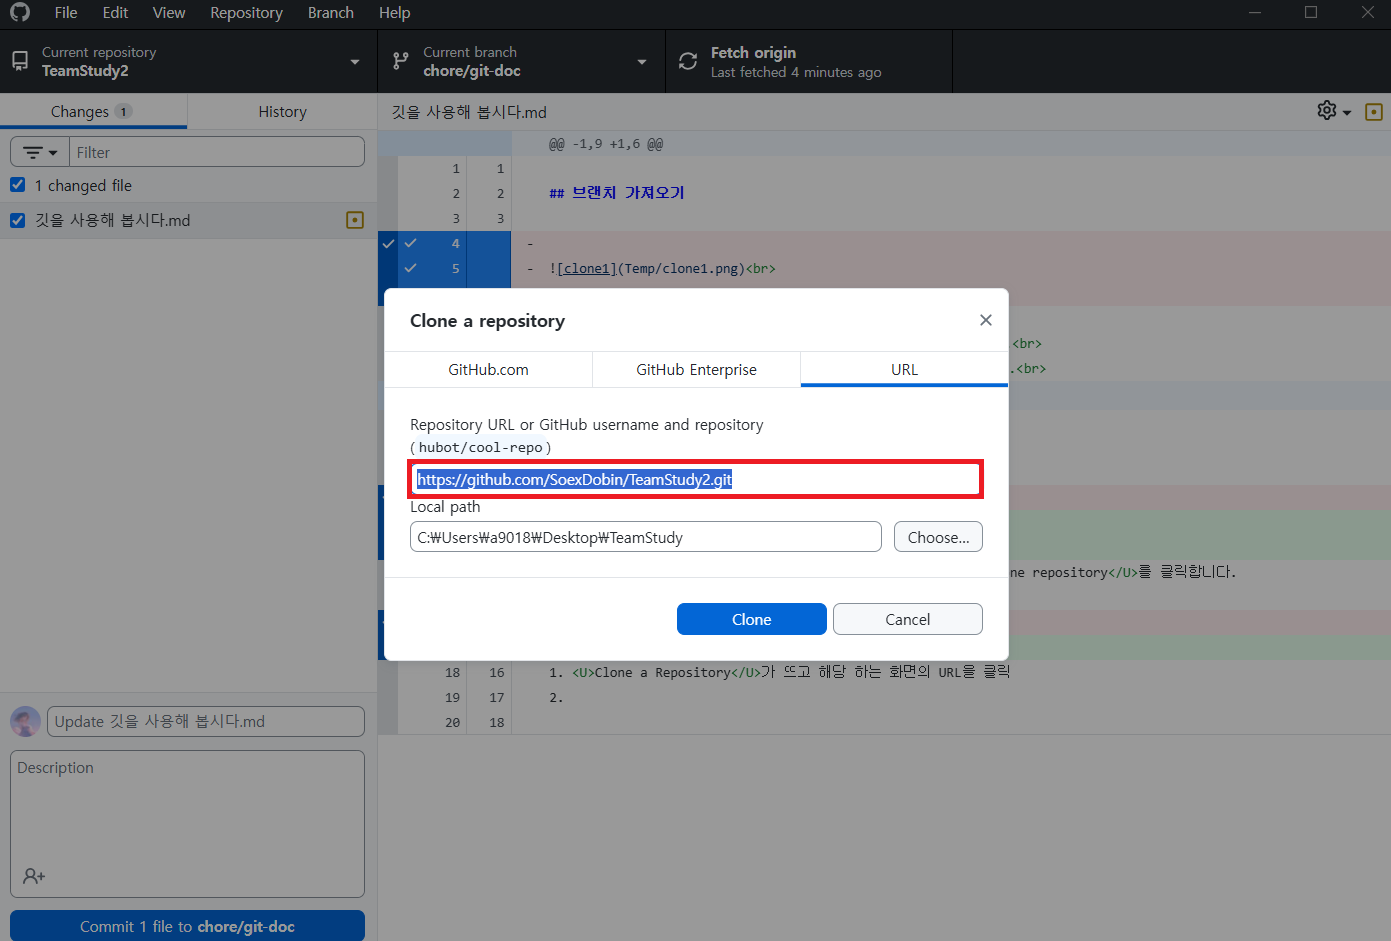 File Edit View Repository Branch Help
Current repository
TeamStudy2
Current branch
chore/git-doc
Fetch origin
Last fetched 4 minutes ago
Changes 1
History
깃을 사용해 봅시다.md
Filter
1 changed file
깃을 사용해 봅시다.md
@@ -1,9 +1,6 @@
1 1
2 2 ## 브랜치 가져오기
3 3
4 -
5 - ![clone1](Temp/clone1.png)<br>
Clone a repository
GitHub.com GitHub Enterprise URL
Repository URL or GitHub username and repository
(hubot/cool-repo)
https://github.com/SoexDobin/TeamStudy2.git
Local path
C:₩Users₩a9018₩Desktop₩TeamStudy
Choose...
Clone Cancel
.<br>
.<br>
ne repository</U>를 클릭합니다.
18 16 1. <U>Clone a Repository</U>가 뜨고 해당 하는 화면의 URL을 클릭
19 17 2.
20 18
Update 깃을 사용해 봅시다.md
Description
Commit 1 file to chore/git-doc